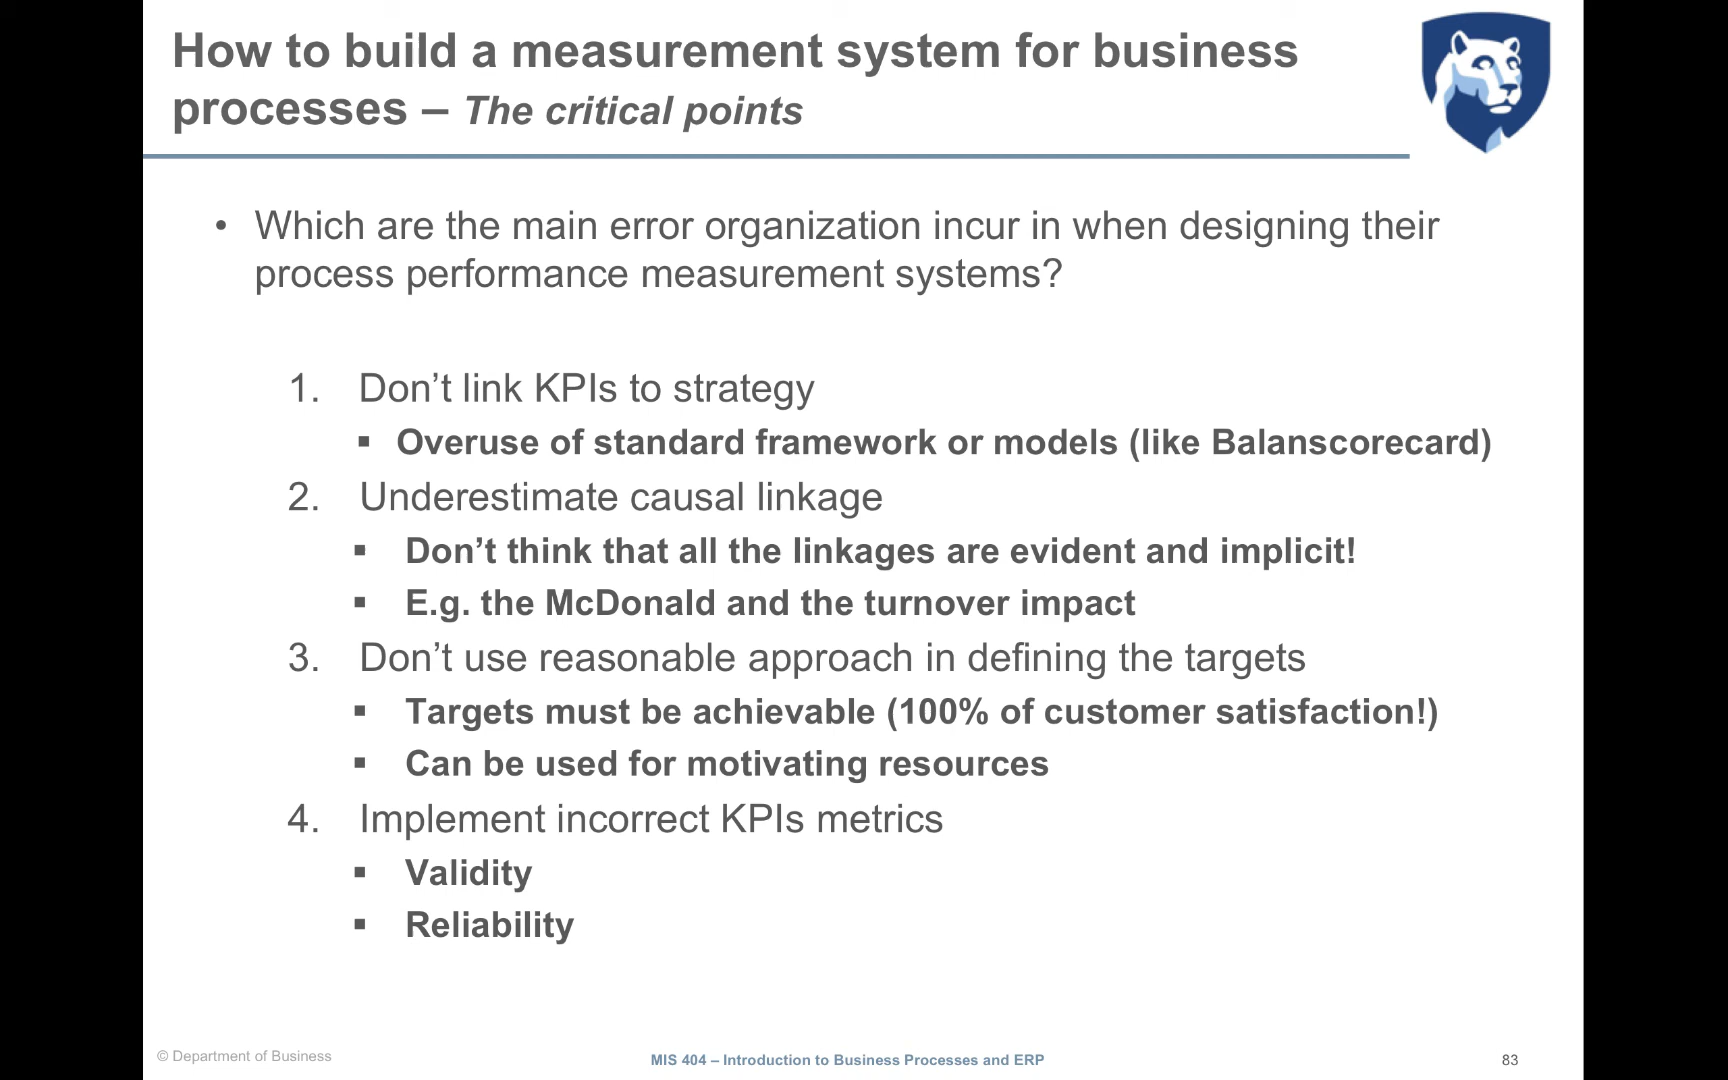 How to build a measurement system for business
processes – The critical points
• Which are the main error organization incur in when designing their
process performance measurement systems?
1. Don’t link KPIs to strategy
▪ Overuse of standard framework or models (like Balanscorecard)
2. Underestimate causal linkage
▪ Don’t think that all the linkages are evident and implicit!
▪ E.g. the McDonald and the turnover impact
3. Don’t use reasonable approach in defining the targets
▪ Targets must be achievable (100% of customer satisfaction!)
▪ Can be used for motivating resources
4. Implement incorrect KPIs metrics
▪ Validity
▪ Reliability
© Department of Business
MIS 404 – Introduction to Business Processes and ERP
83